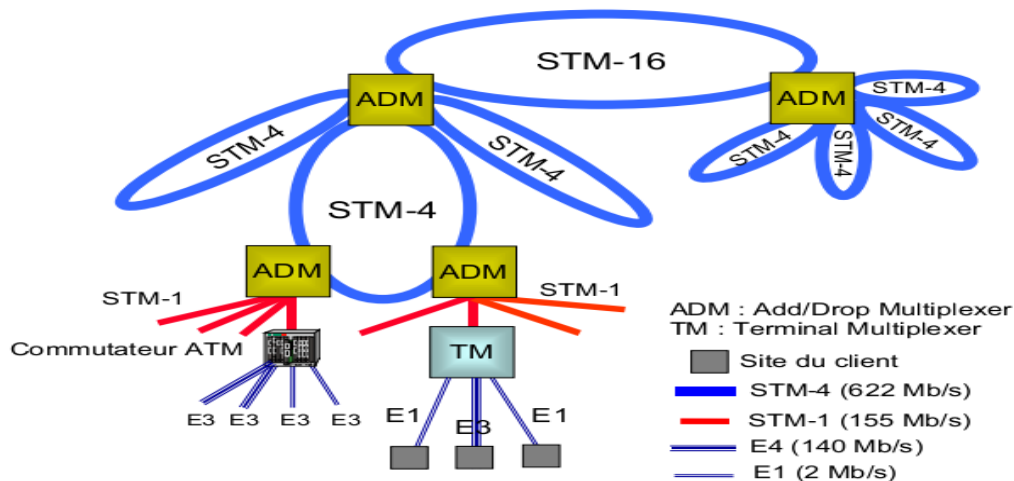 STM-16
ADM
ADM
STM-4
STM-4
STM-4
STM-4
STM-4
STM-4
STM-4
ADM
ADM
STM-1
STM-1
Commutateur ATM
TM
E3
E3
E3
E3
E1
E3
E1
ADM : Add/Drop Multiplexer
TM : Terminal Multiplexer
Site du client
STM-4 (622 Mb/s)
STM-1 (155 Mb/s)
E4 (140 Mb/s)
E1 (2 Mb/s)